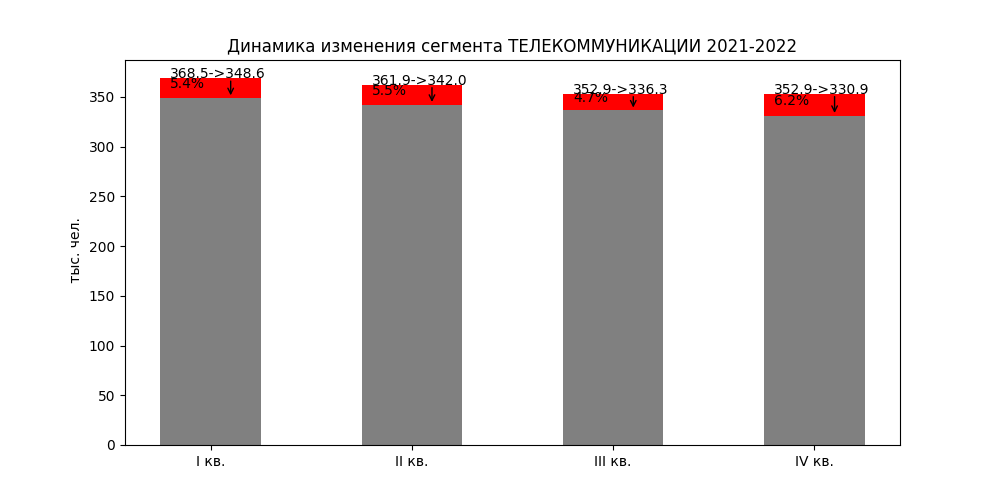 Динамика изменения сегмента ТЕЛЕКОММУНИКАЦИИ 2021-2022
368.5->348.6
5.4%
361.9->342.0
5.5%
352.9->336.3
4.7%
352.9->330.9
6.2%
тыс. чел.
350
300
250
200
150
100
50
0
I кв.
II кв.
III кв.
IV кв.